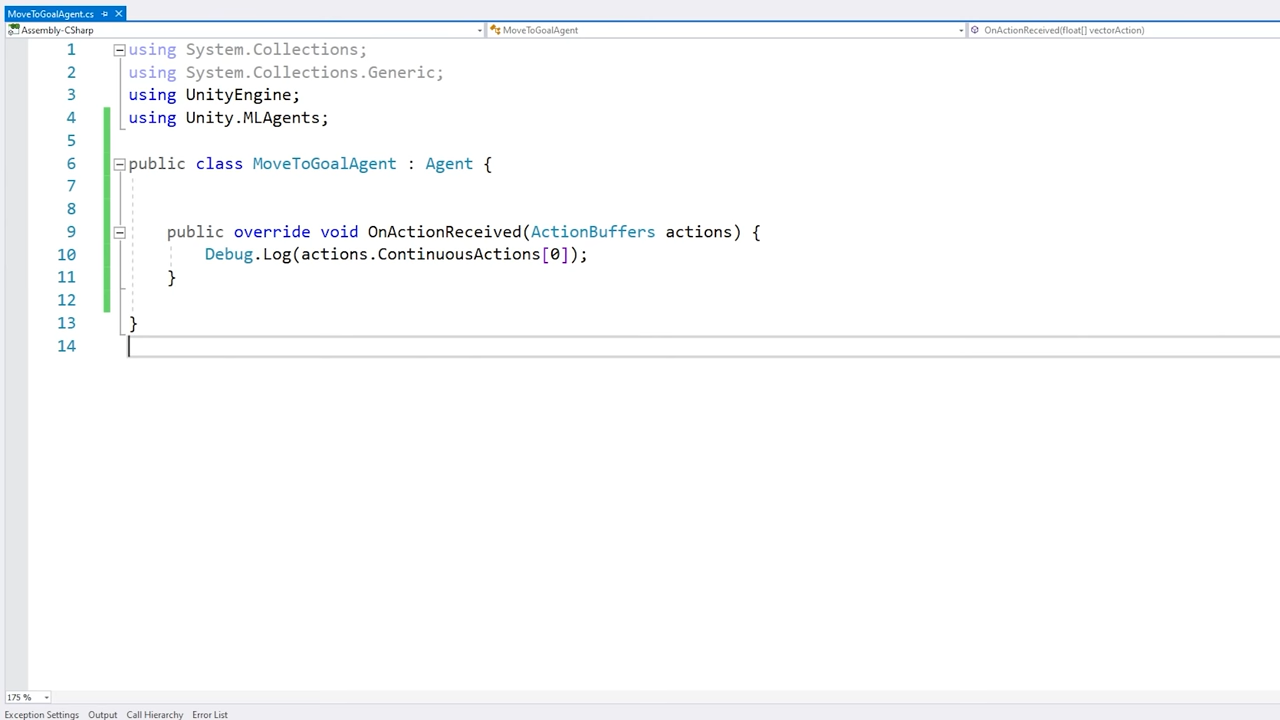 MoveToGoalAgent.cs
Assembly-CSharp MoveToGoalAgent OnActionReceived(float[] vectorAction)
1 using System.Collections;
2 using System.Collections.Generic;
3 using UnityEngine;
4 using Unity.MLAgents;
5
6 public class MoveToGoalAgent : Agent {
7
8
9 public override void OnActionReceived(ActionBuffers actions) {
10 Debug.Log(actions.ContinuousActions[0]);
11 }
12
13 }
14
175 %
Exception Settings Output Call Hierarchy Error List